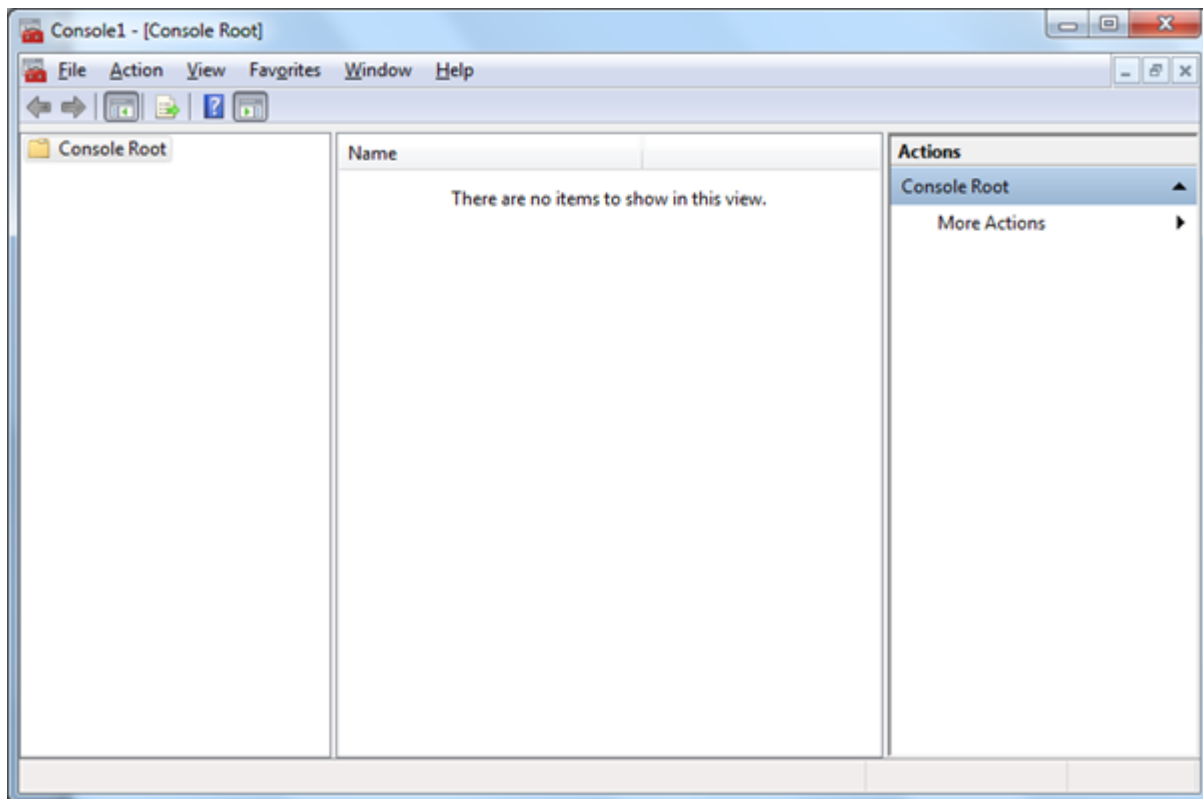 Console1 - [Console Root]
File Action View Favorites Window Help
Console Root
Name
There are no items to show in this view.
Actions
Console Root
More Actions